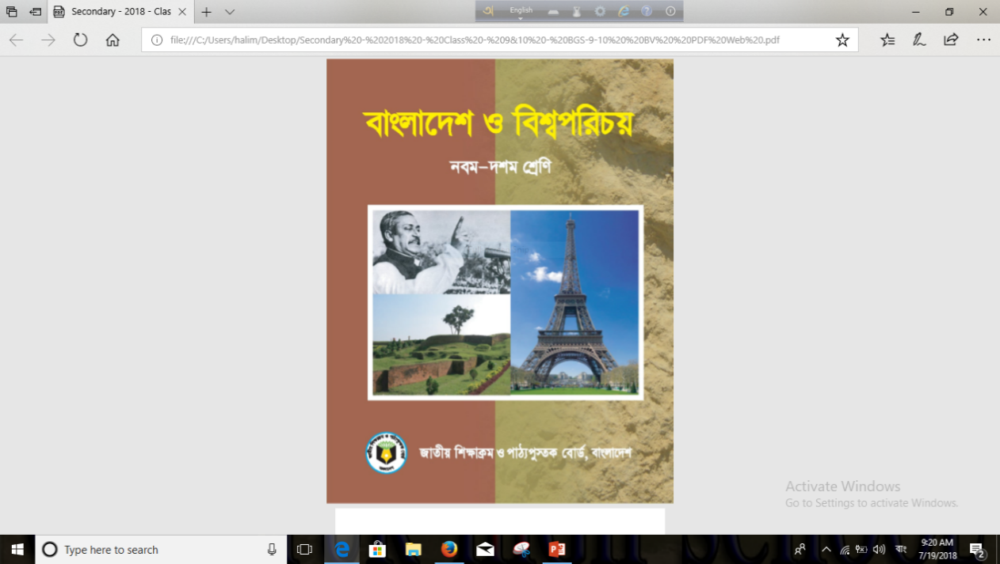 Secondary - 2018 - Clas
English
file:///C:/Users/halim/Desktop/Secondary%20-%202018%20-%20Class%20-%209&10%20-%20BGS-9-10%20%20BV%20%20PDF%20Web%20.pdf
বাংলাদেশ ও বিশ্বপরিচয়
নবম–দশম শ্রেণি
জাতীয় শিক্ষাক্রম ও পাঠ্যপুস্তক বোর্ড, বাংলাদেশ
Activate Windows
Go to Settings to activate Windows.
Type here to search
বাং
9:20 AM
7/19/2018
2